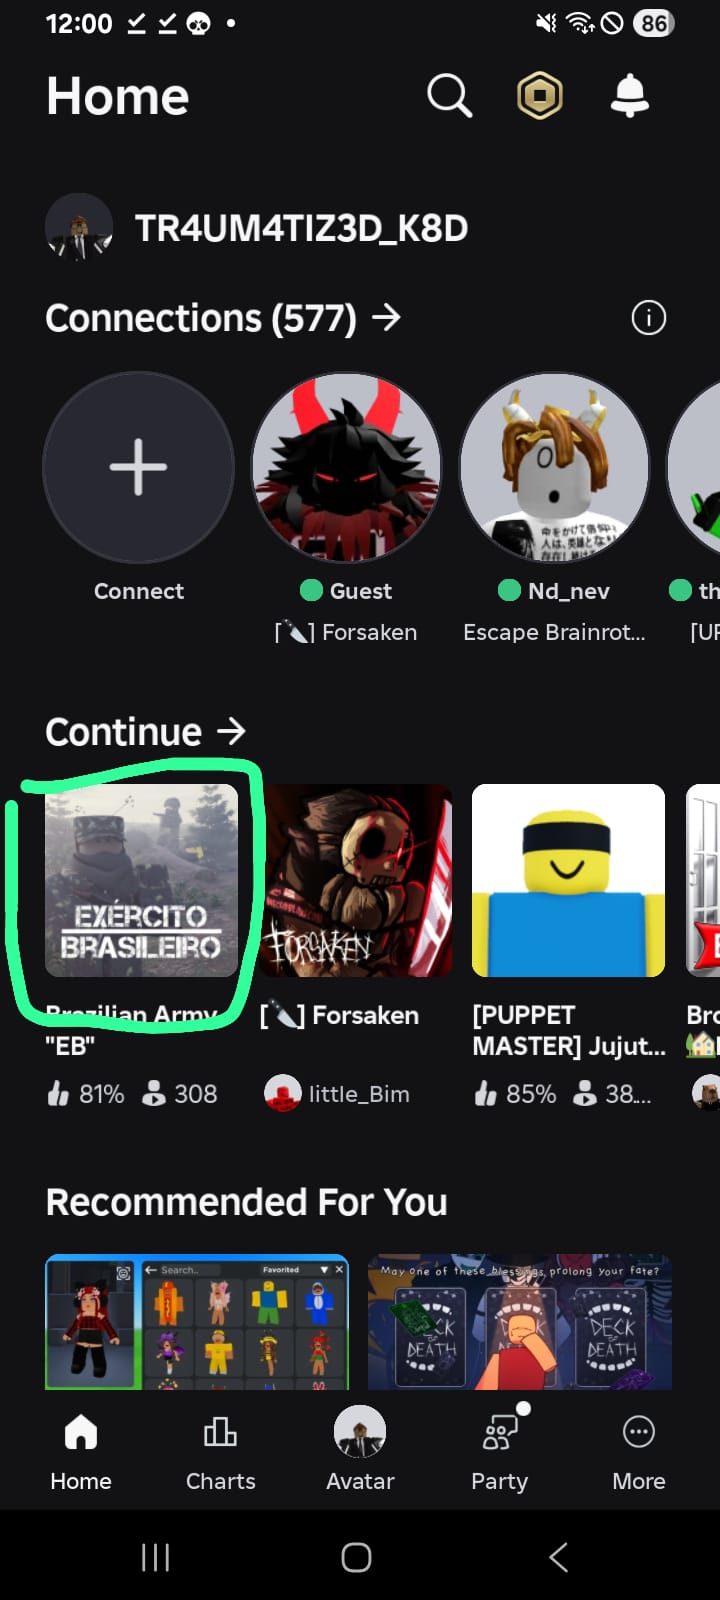 12:00
86
Home
TR4UM4TIZ3D_K8D
Connections (577) →
Connect
Guest
Nd_nev
th
[🔪] Forsaken
Escape Brainrot...
[UP
Continue →
EXÉRCITO
BRASILEIRO
FORSAKEN
Brazilian Army
"EB"
81% 308
[🔪] Forsaken
little_Bim
[PUPPET
MASTER] Jujut...
85% 38....
Bro
Recommended For You
Search..
Favorited
May one of these blessings prolong your fate?
DECK
DEATH
DECK
DEATH
Home
Charts
Avatar
Party
More